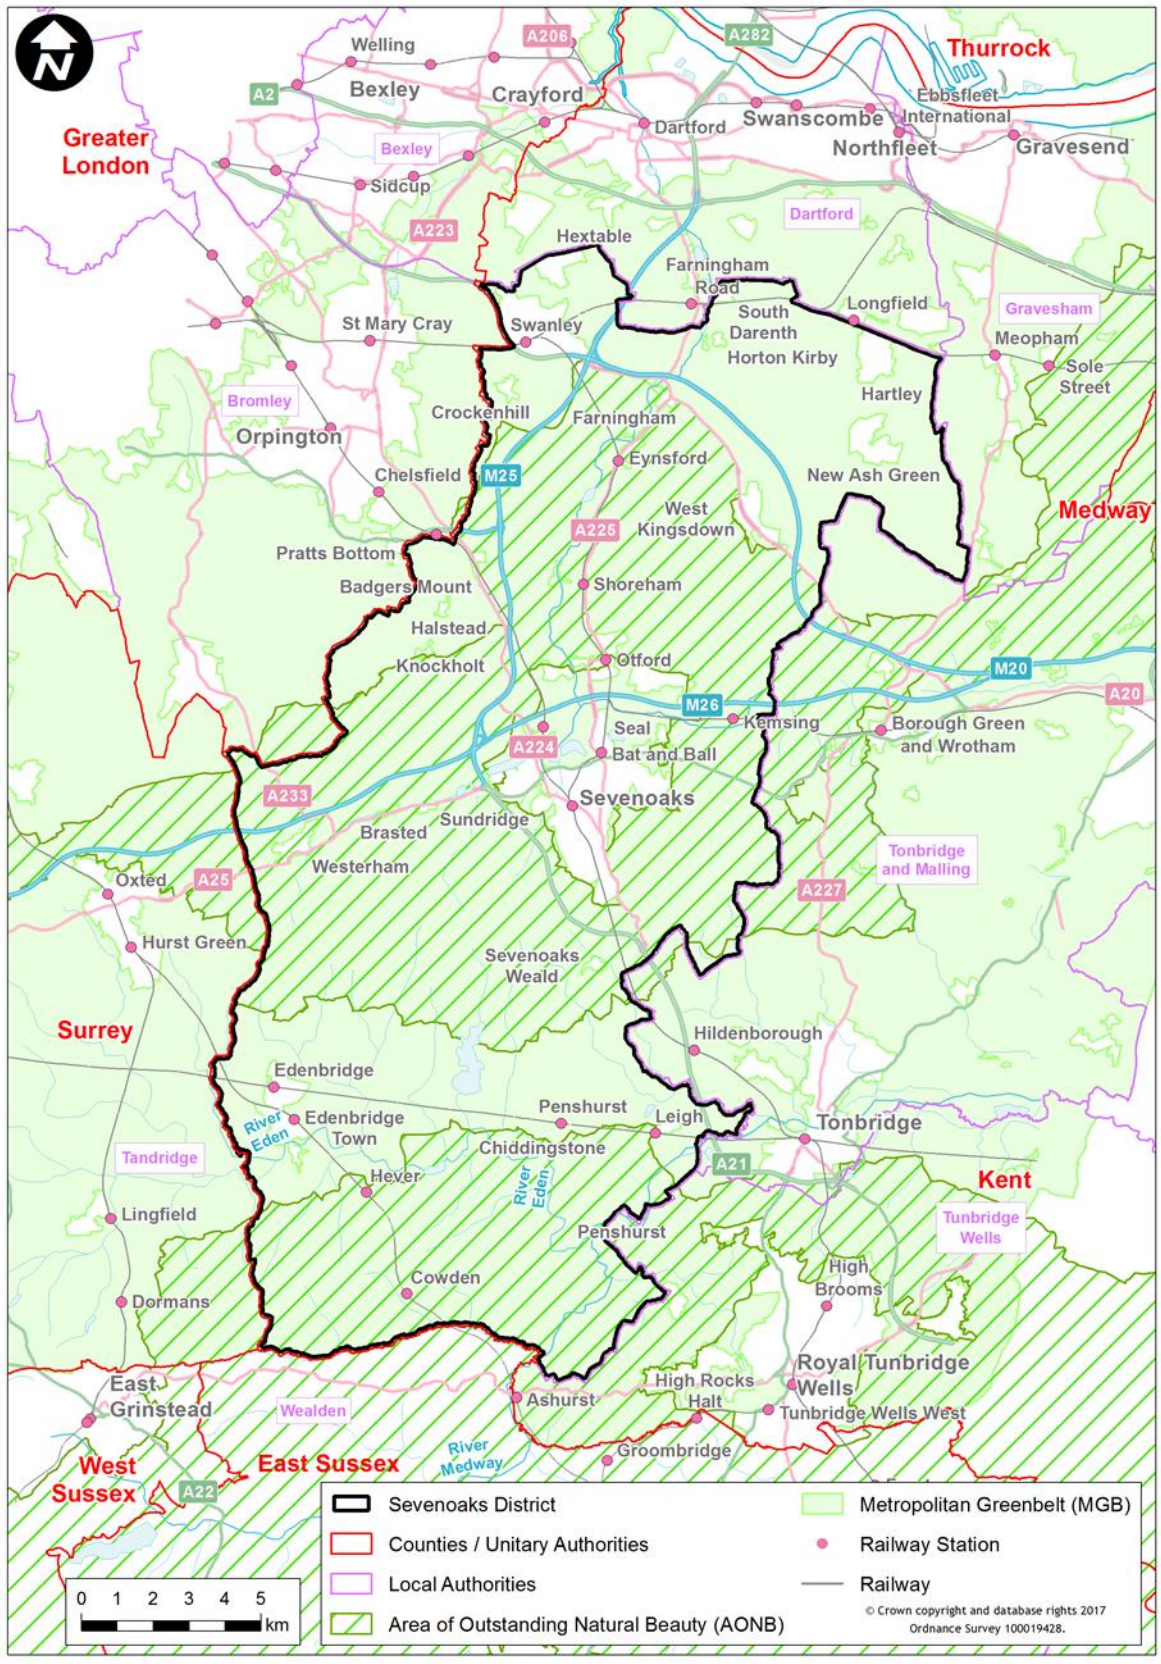 N
Welling
A206
A282
Thurrock
Bexley
Crayford
A2
Ebbsfleet
International
Swanscombe
Dartford
Greater
London
Bexley
Northfleet
Gravesend
Sidcup
Dartford
A223
Hextable
Farningham
Road
Longfield
Gravesham
St Mary Cray
Swanley
South
Darenth
Meopham
Horton Kirby
Sole
Street
Hartley
Bromley
Crockenhill
Farningham
Orpington
Eynsford
Chelsfield
M25
New Ash Green
West
Kingsdown
Medway
A225
Pratts Bottom
Badgers Mount
Shoreham
Halstead
Knockholt
Otford
M20
A20
M26
Seal
Kemsing
Borough Green
and Wrotham
A224
Bat and Ball
A233
Sevenoaks
Sundridge
Brasted
Westerham
Tonbridge
and Malling
Oxted
A25
A227
Hurst Green
Sevenoaks
Weald
Surrey
Hildenborough
Edenbridge
Penshurst
Leigh
River
Eden
Edenbridge
Town
Tonbridge
Chiddingstone
Tandridge
A21
Hever
River
Eden
Kent
Lingfield
Penshurst
Tunbridge
Wells
High
Brooms
Cowden
Dormans
Royal Tunbridge
Wells
East
Grinstead
High Rocks
Halt
Ashurst
Wealden
Tunbridge Wells West
River
Medway
Groombridge
West
Sussex
East Sussex
A22
Sevenoaks District
Counties / Unitary Authorities
Local Authorities
Area of Outstanding Natural Beauty (AONB)
Metropolitan Greenbelt (MGB)
Railway Station
Railway
© Crown copyright and database rights 2017
Ordnance Survey 100019428.
0 1 2 3 4 5
km